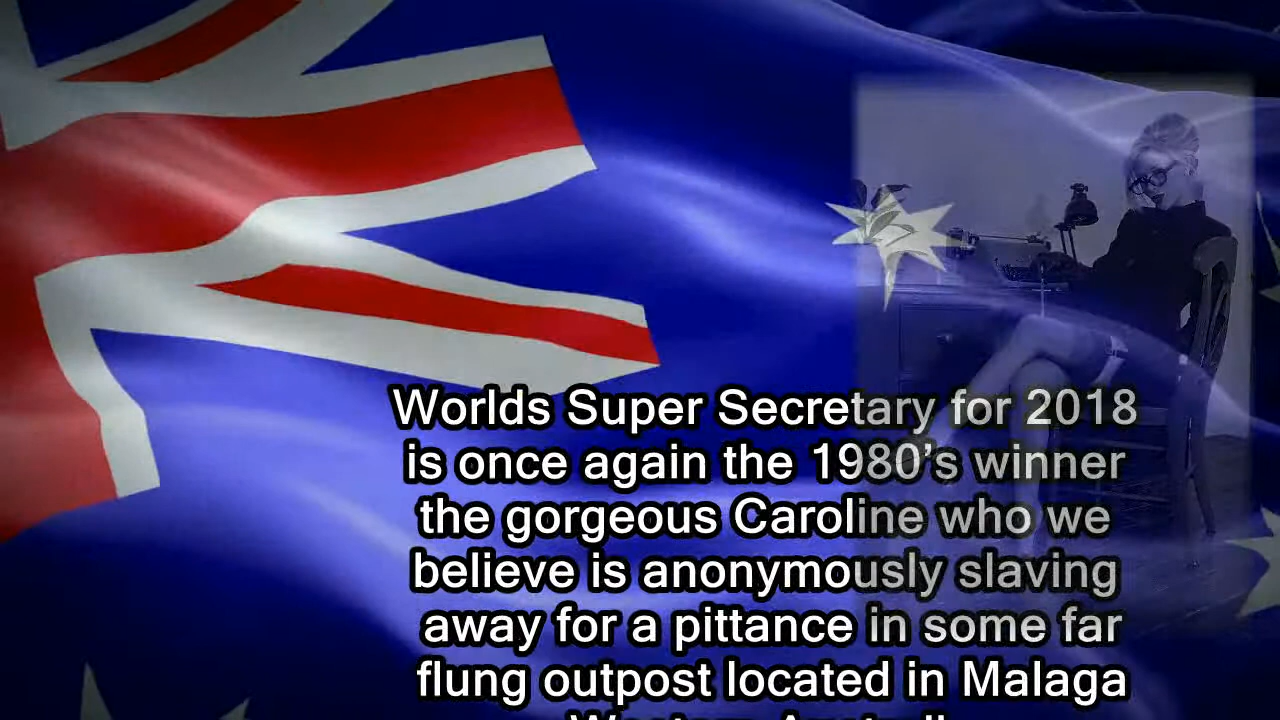 Worlds Super Secretary for 2018
is once again the 1980’s winner
the gorgeous Caroline who we
believe is anonymously slaving
away for a pittance in some far
flung outpost located in Malaga
Western